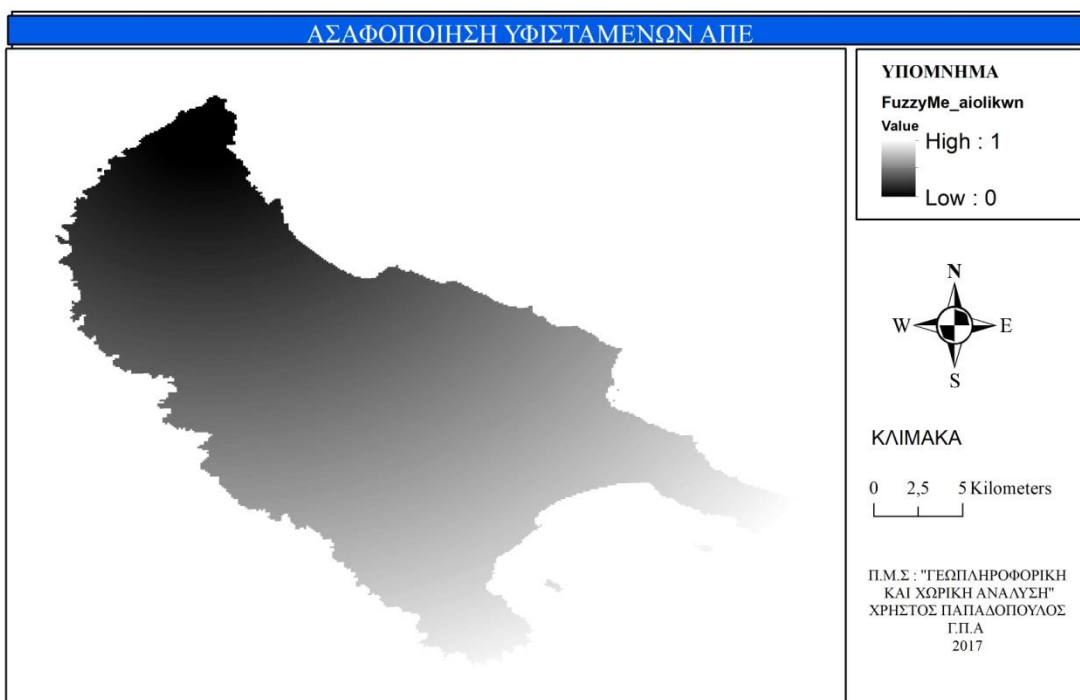 ΑΣΑΦΟΠΟΙΗΣΗ ΥΦΙΣΤΑΜΕΝΩΝ ΑΠΕ
ΥΠΟΜΝΗΜΑ
FuzzyMe_aiolikwn
Value
High : 1
Low : 0
N
W E
S
ΚΛΙΜΑΚΑ
0 2,5 5 Kilometers
Π.Μ.Σ : "ΓΕΩΠΛΗΡΟΦΟΡΙΚΗ
ΚΑΙ ΧΩΡΙΚΗ ΑΝΑΛΥΣΗ"
ΧΡΗΣΤΟΣ ΠΑΠΑΔΟΠΟΥΛΟΣ
Γ.Π.Α
2017